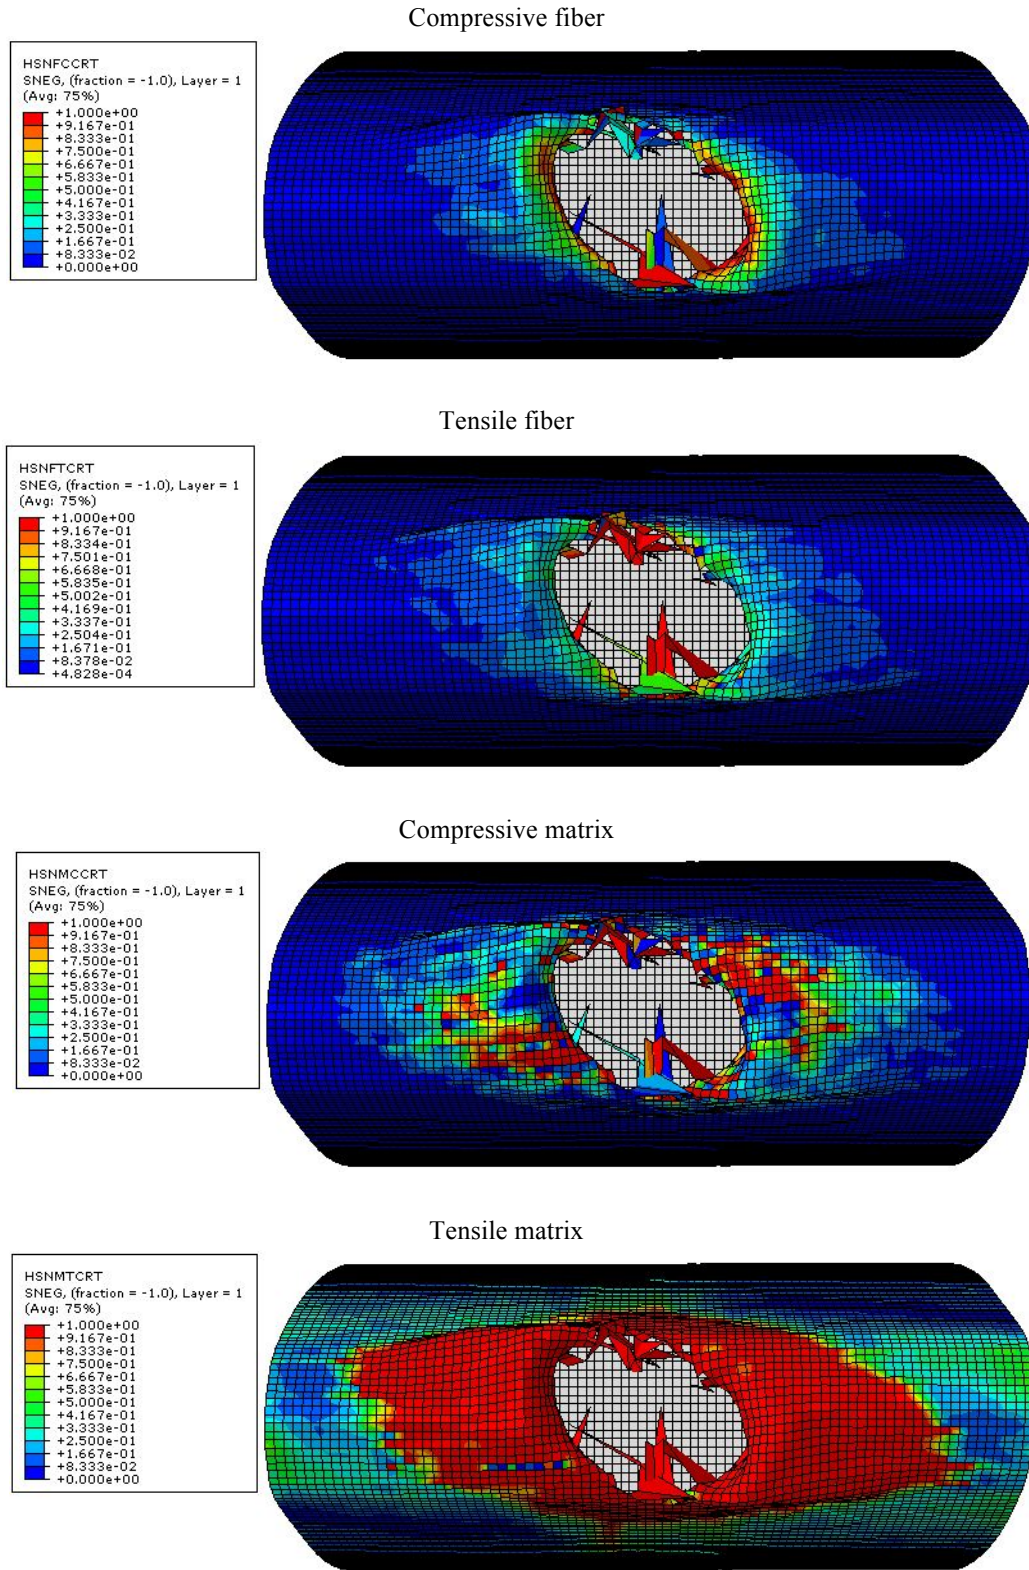 Compressive fiber
HSNFCCRT
SNEG, (fraction = -1.0), Layer = 1
(Avg: 75%)
+1.000e+00
+9.167e-01
+8.333e-01
+7.500e-01
+6.667e-01
+5.833e-01
+5.000e-01
+4.167e-01
+3.333e-01
+2.500e-01
+1.667e-01
+8.333e-02
+0.000e+00
Tensile fiber
HSNFTCRT
SNEG, (fraction = -1.0), Layer = 1
(Avg: 75%)
+1.000e+00
+9.167e-01
+8.334e-01
+7.501e-01
+6.668e-01
+5.835e-01
+5.002e-01
+4.169e-01
+3.337e-01
+2.504e-01
+1.671e-01
+8.378e-02
+4.828e-04
Compressive matrix
HSNMCCRT
SNEG, (fraction = -1.0), Layer = 1
(Avg: 75%)
+1.000e+00
+9.167e-01
+8.333e-01
+7.500e-01
+6.667e-01
+5.833e-01
+5.000e-01
+4.167e-01
+3.333e-01
+2.500e-01
+1.667e-01
+8.333e-02
+0.000e+00
Tensile matrix
HSNMTCRT
SNEG, (fraction = -1.0), Layer = 1
(Avg: 75%)
+1.000e+00
+9.167e-01
+8.333e-01
+7.500e-01
+6.667e-01
+5.833e-01
+5.000e-01
+4.167e-01
+3.333e-01
+2.500e-01
+1.667e-01
+8.333e-02
+0.000e+00